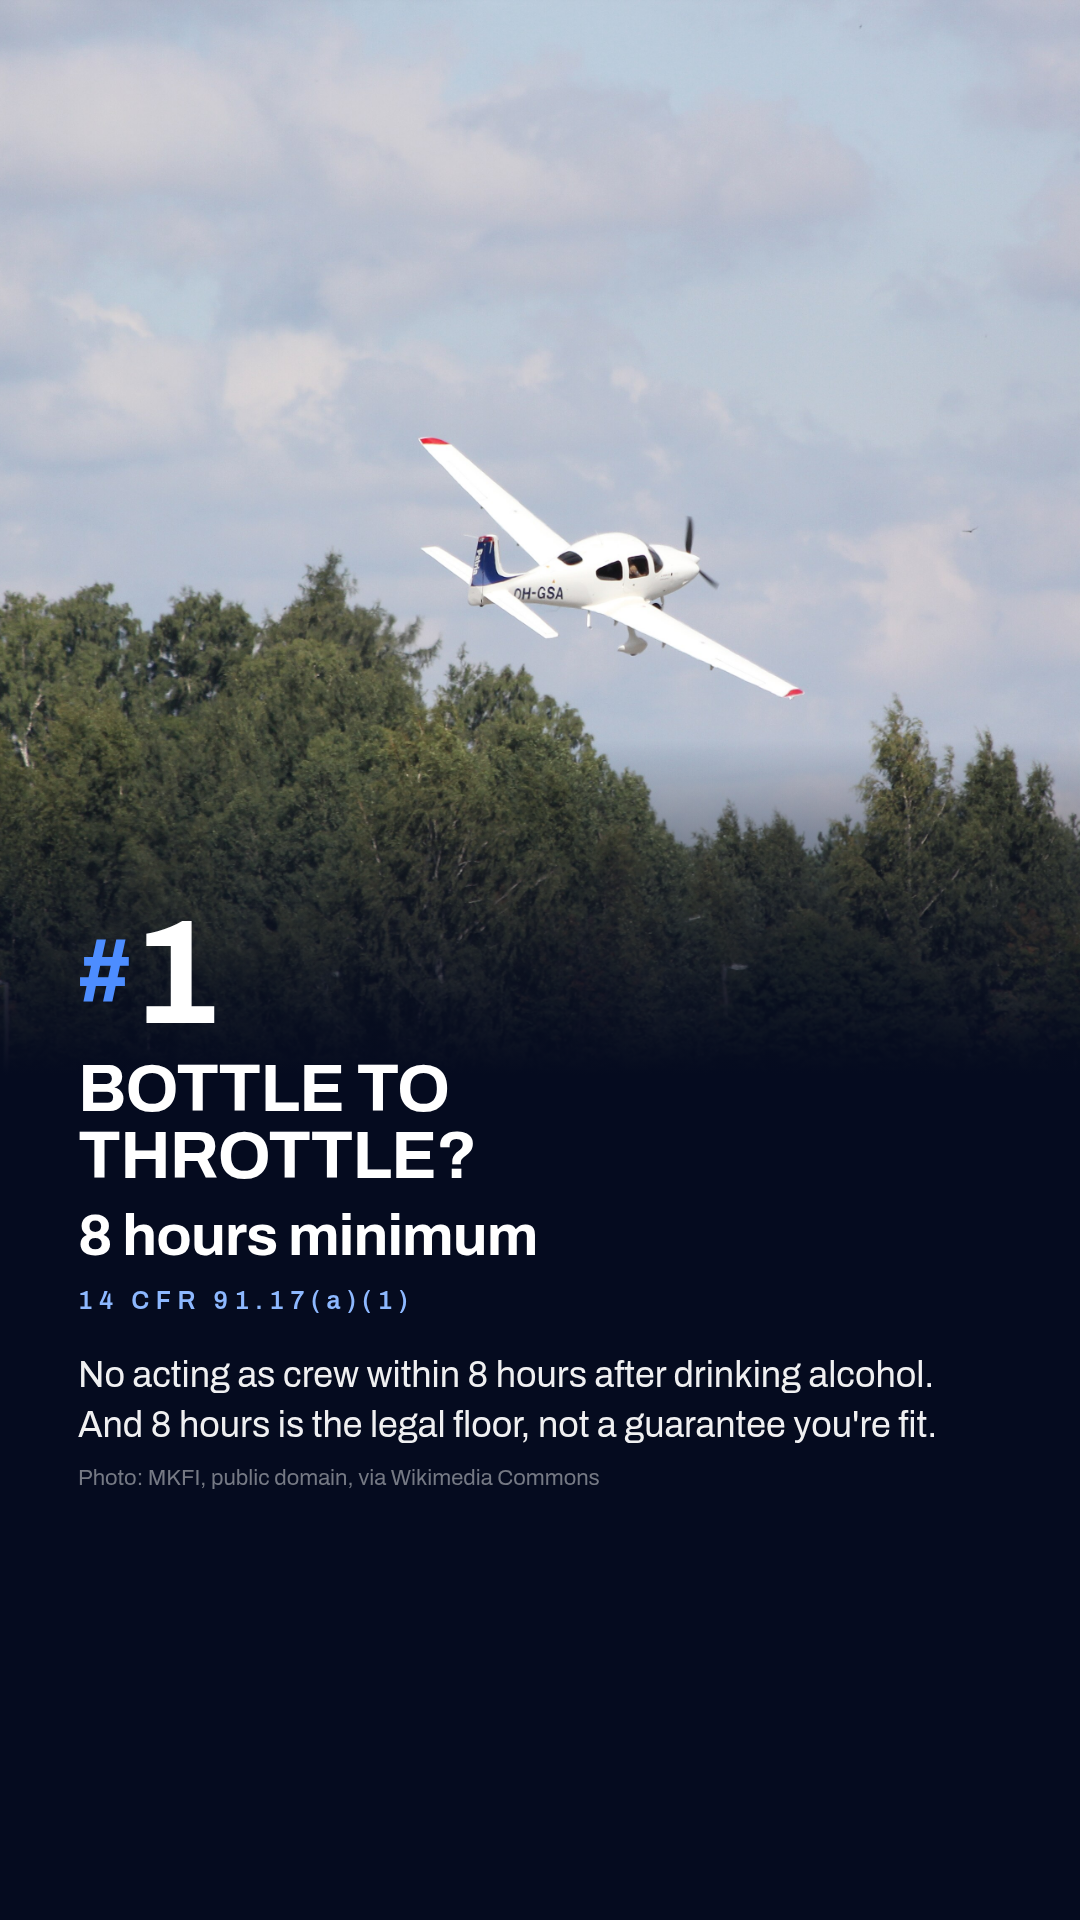 OH-GSA
#1
BOTTLE TO
THROTTLE?
8 hours minimum
14 CFR 91.17(a)(1)
No acting as crew within 8 hours after drinking alcohol.
And 8 hours is the legal floor, not a guarantee you're fit.
Photo: MKFI, public domain, via Wikimedia Commons